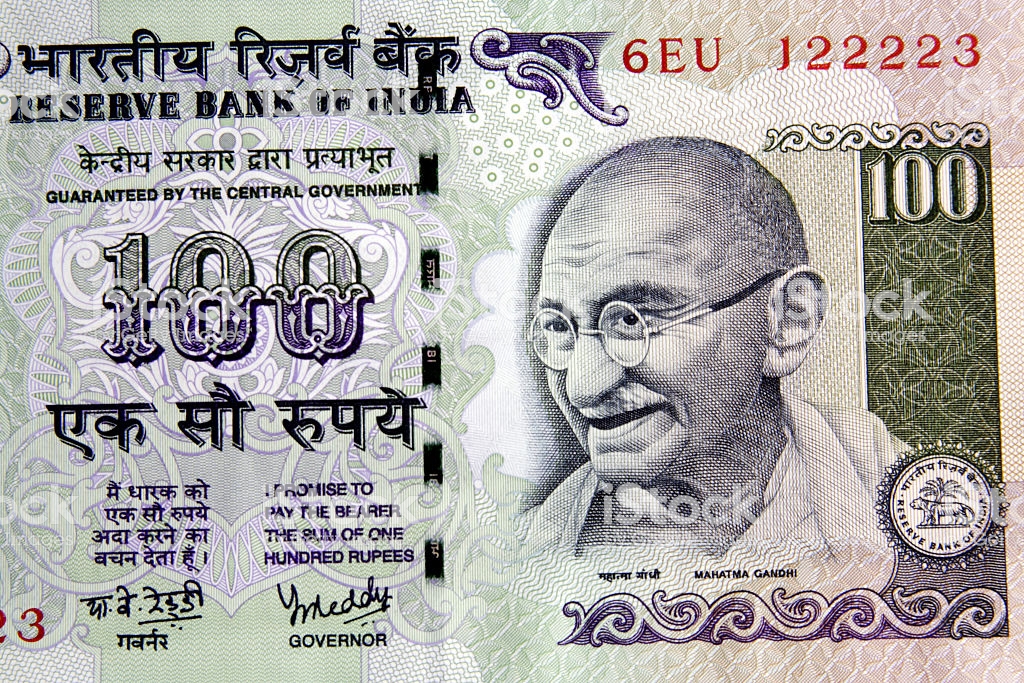 भारतीय रिज़र्व बैंक
RESERVE BANK OF INDIA
6EU 122223
केन्द्रीय सरकार द्वारा प्रत्याभूत
GUARANTEED BY THE CENTRAL GOVERNMENT
100
100
एक सौ रुपये
मैं धारक को
एक सौ रुपये
अदा करने का
बचन देता हूँ।
I PROMISE TO
PAY THE BEARER
THE SUM OF ONE
HUNDRED RUPEES
या. वे. रेड्डी
गवर्नर
YVReddy
GOVERNOR
23
महात्मा गांधी MAHATMA GANDHI
भारतीय रिज़र्व बैंक
RESERVE BANK OF INDIA
iStock